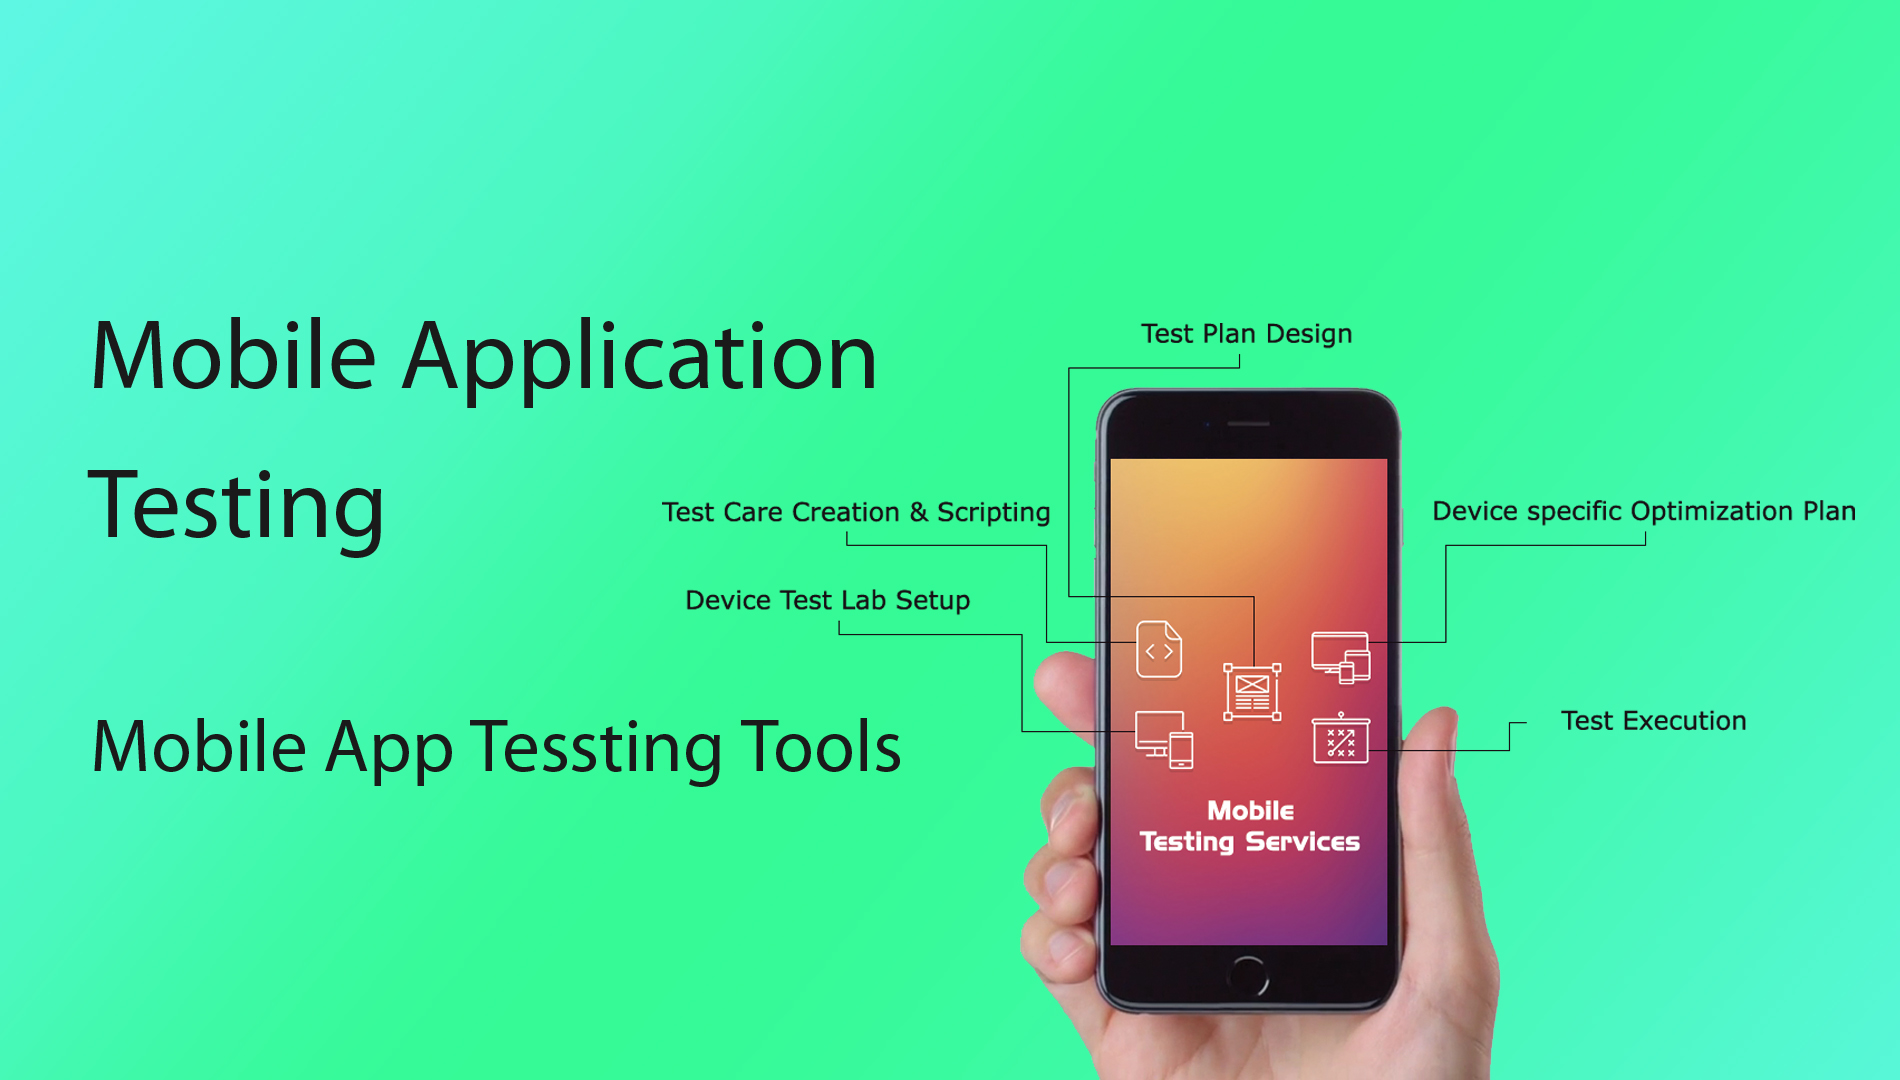 Mobile Application
Testing
Mobile App Tessting Tools
Test Plan Design
Test Care Creation & Scripting
Device specific Optimization Plan
Device Test Lab Setup
Test Execution
Mobile
Testing Services